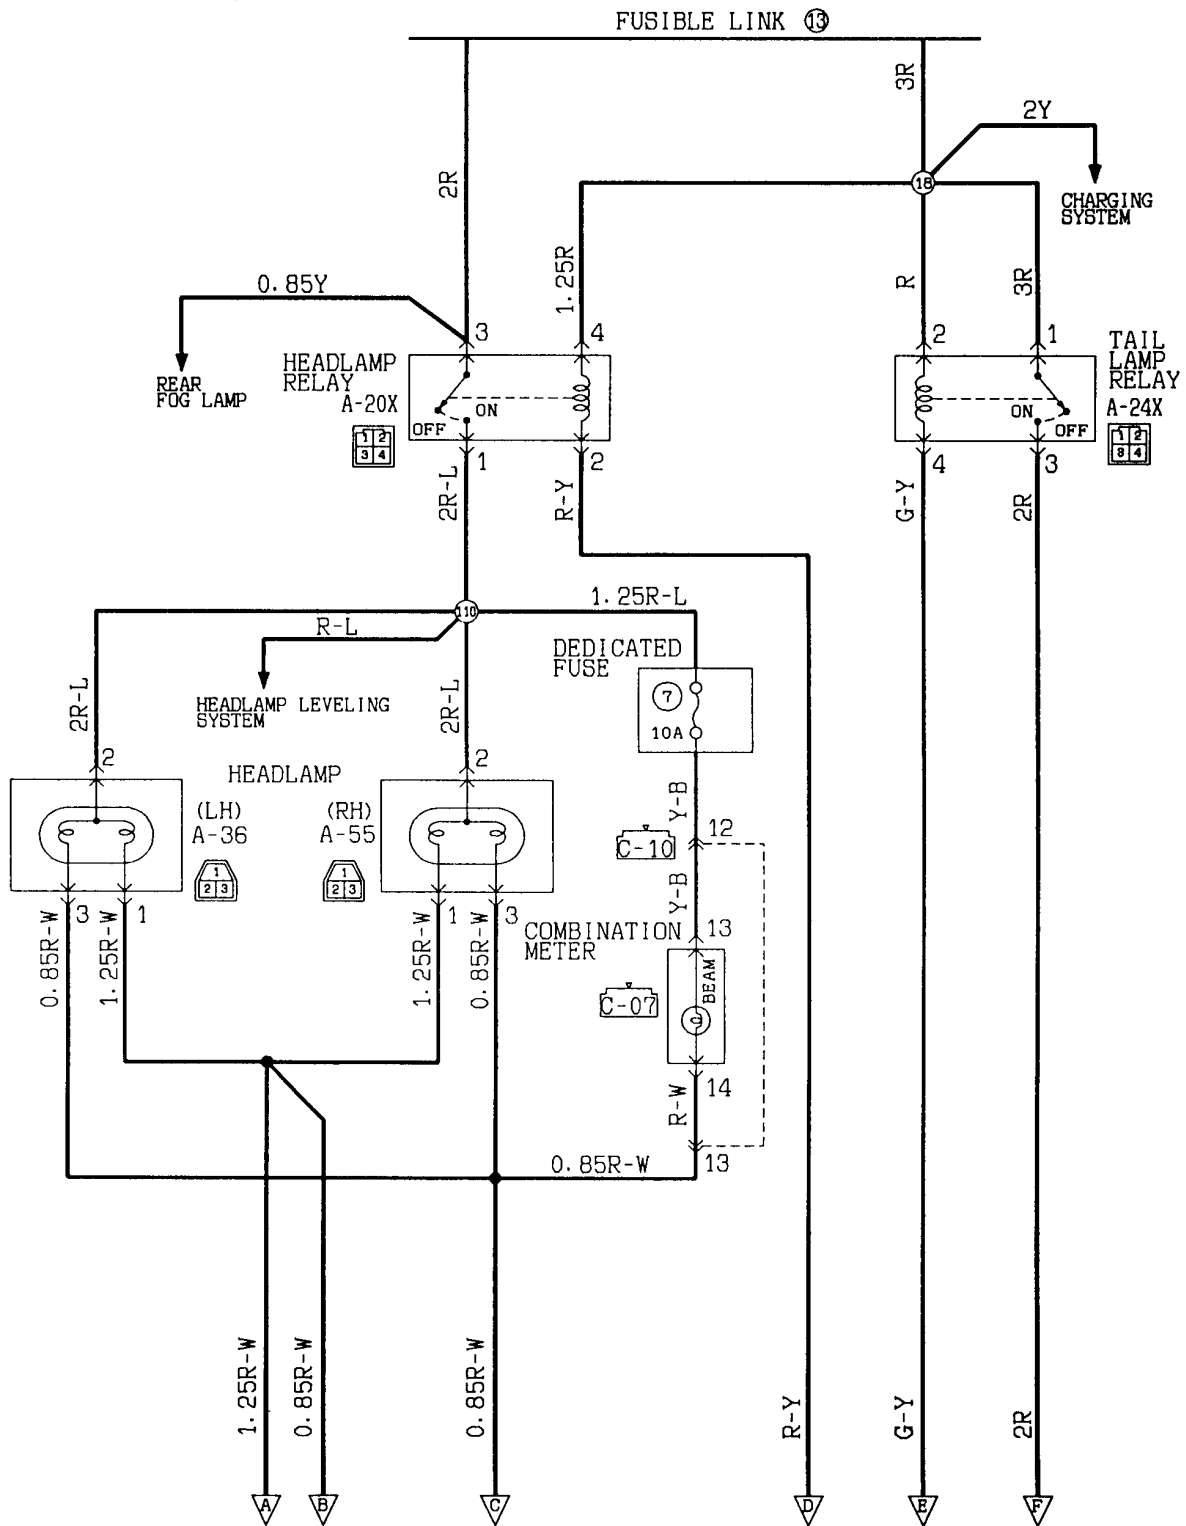 FUSIBLE LINK 13
3R
2Y
2R
18
CHARGING
SYSTEM
1.25R
R
3R
0.85Y
3
4
2
1
REAR
FOG LAMP
HEADLAMP
RELAY
A-20X
ON
OFF
1 2
3 4
TAIL
LAMP
RELAY
A-24X
ON
OFF
1 2
3 4
1
2
4
3
2R-L
R-Y
G-Y
2R
110
1.25R-L
R-L
DEDICATED
FUSE
7
10A
HEADLAMP LEVELING
SYSTEM
2R-L
2R-L
2
HEADLAMP
2
(LH)
A-36
1
2 3
(RH)
A-55
1
2 3
Y-B
C-10
12
Y-B
3
1
1
3
COMBINATION
METER
13
0.85R-W
1.25R-W
1.25R-W
0.85R-W
C-07
BEAM
14
R-W
13
0.85R-W
1.25R-W
0.85R-W
0.85R-W
R-Y
G-Y
2R
A
B
C
D
E
F